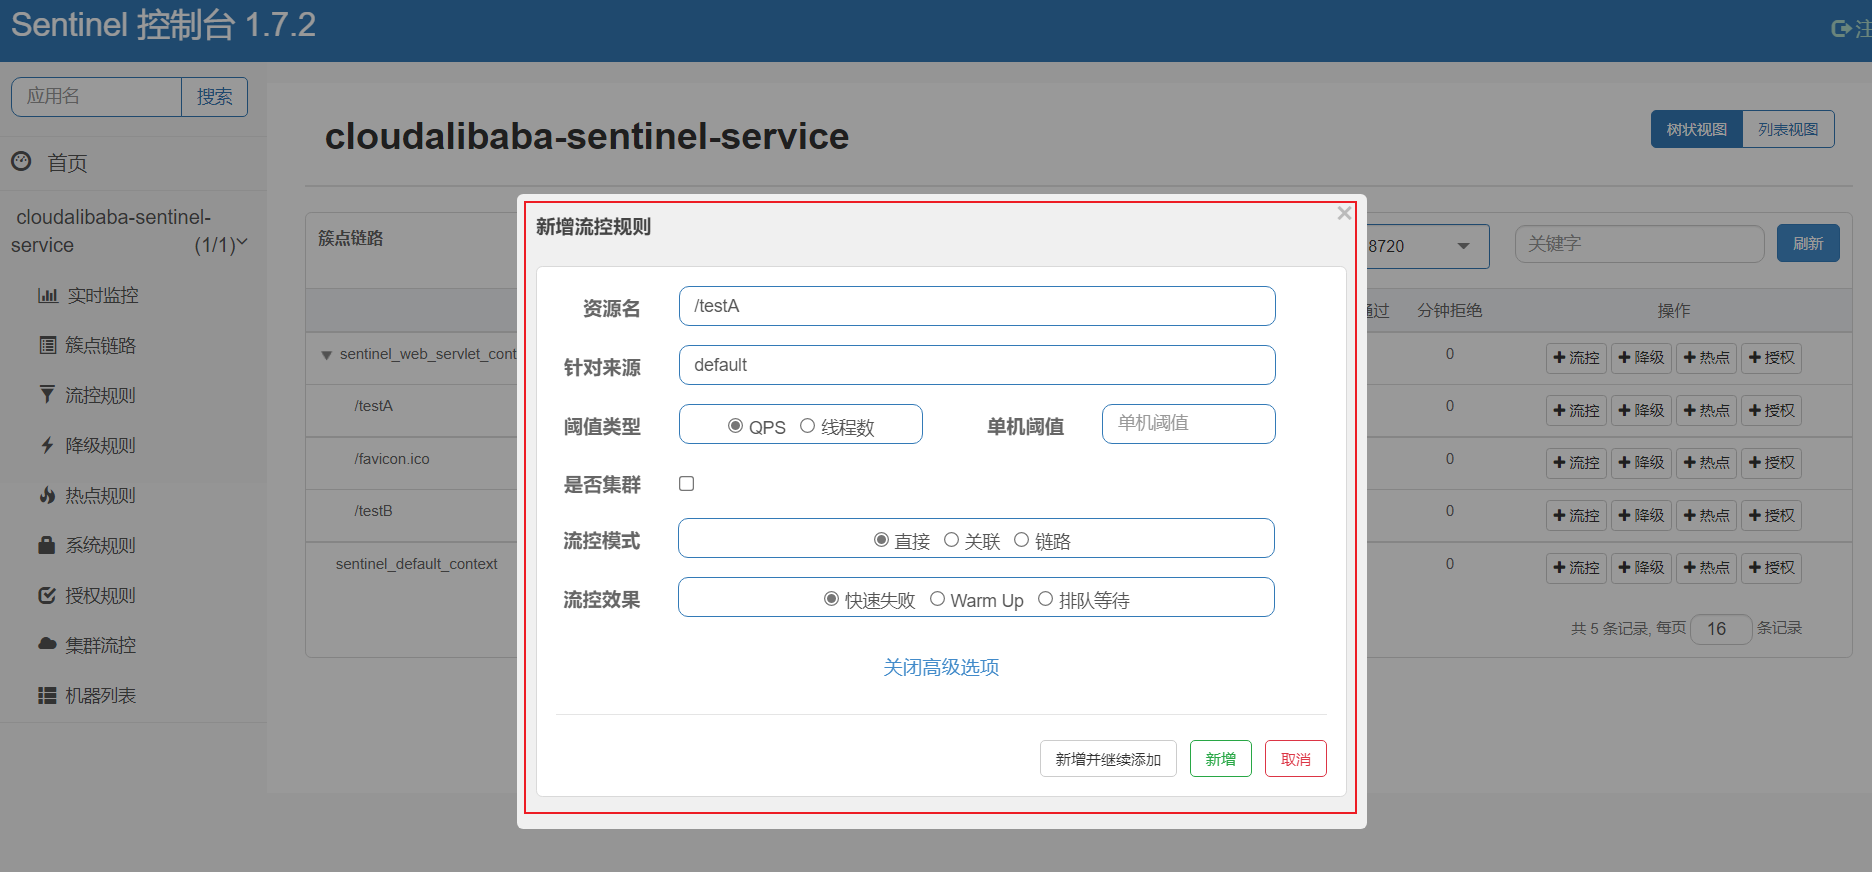 Sentinel 控制台 1.7.2
注
应用名 搜索
首页
cloudalibaba-sentinel-
service (1/1)
实时监控
簇点链路
流控规则
降级规则
热点规则
系统规则
授权规则
集群流控
机器列表
cloudalibaba-sentinel-service
树状视图 列表视图
簇点链路
8720 关键字 刷新
通过 分钟拒绝 操作
sentinel_web_servlet_cont 0 流控 降级 热点 授权
/testA 0 流控 降级 热点 授权
/favicon.ico 0 流控 降级 热点 授权
/testB 0 流控 降级 热点 授权
sentinel_default_context 0 流控 降级 热点 授权
共 5 条记录, 每页 16 条记录
新增流控规则 ×
资源名 /testA
针对来源 default
阈值类型 QPS 线程数 单机阈值 单机阈值
是否集群
流控模式 直接 关联 链路
流控效果 快速失败 Warm Up 排队等待
关闭高级选项
新增并继续添加 新增 取消